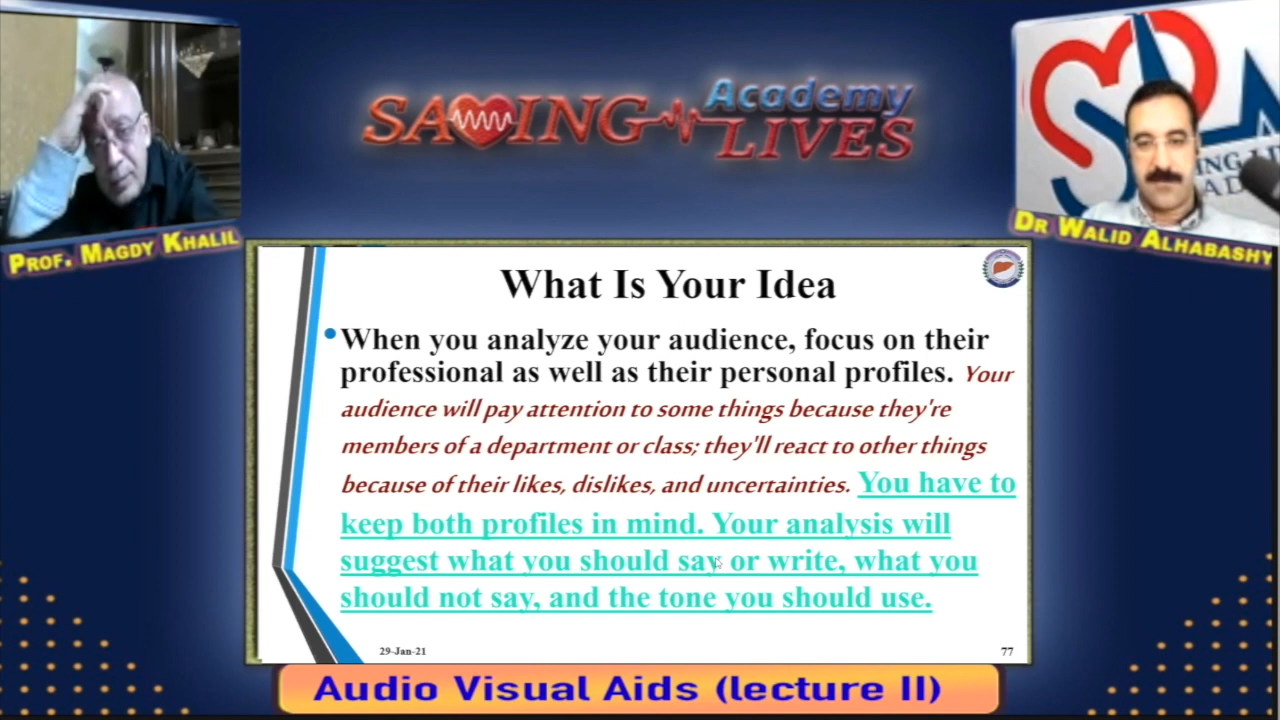 SAVING Academy LIVES
PROF. MAGDY KHALIL
DR WALID ALHABASHY
What Is Your Idea
•When you analyze your audience, focus on their
professional as well as their personal profiles. Your
audience will pay attention to some things because they're
members of a department or class; they'll react to other things
because of their likes, dislikes, and uncertainties. You have to
keep both profiles in mind. Your analysis will
suggest what you should say or write, what you
should not say, and the tone you should use.
29-Jan-21
77
Audio Visual Aids (lecture II)